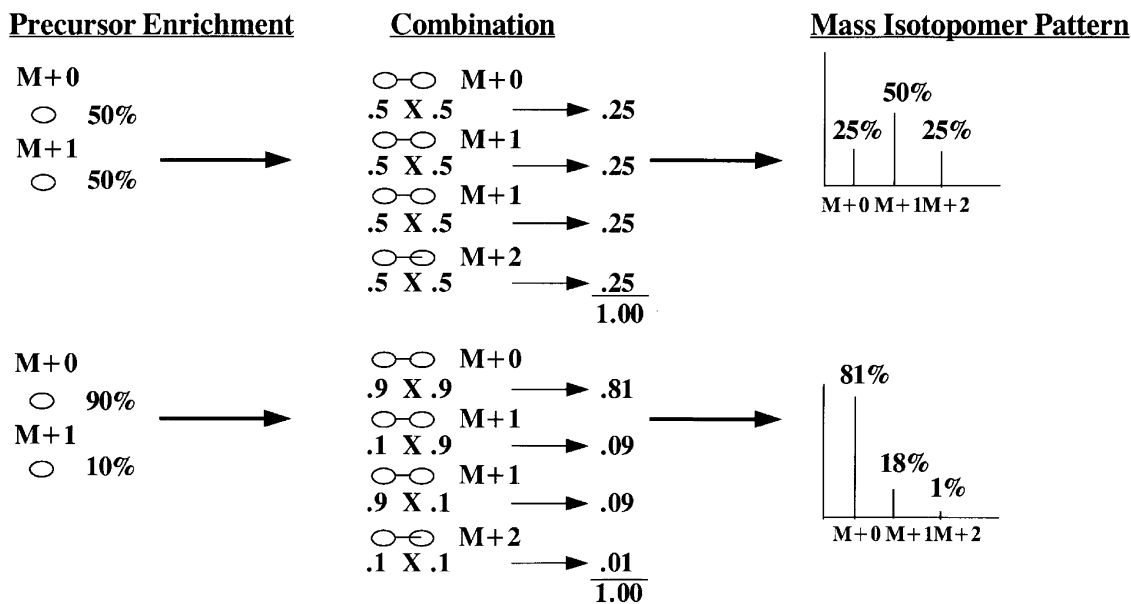 Precursor Enrichment
Combination
Mass Isotopomer Pattern
M+0
50%
M+1
50%
M+0
.5 X .5
.25
M+1
.5 X .5
.25
M+1
.5 X .5
.25
M+2
.5 X .5
.25
1.00
25%
50%
25%
M+0 M+1 M+2
M+0
90%
M+1
10%
M+0
.9 X .9
.81
M+1
.1 X .9
.09
M+1
.9 X .1
.09
M+2
.1 X .1
.01
1.00
81%
18%
1%
M+0 M+1 M+2